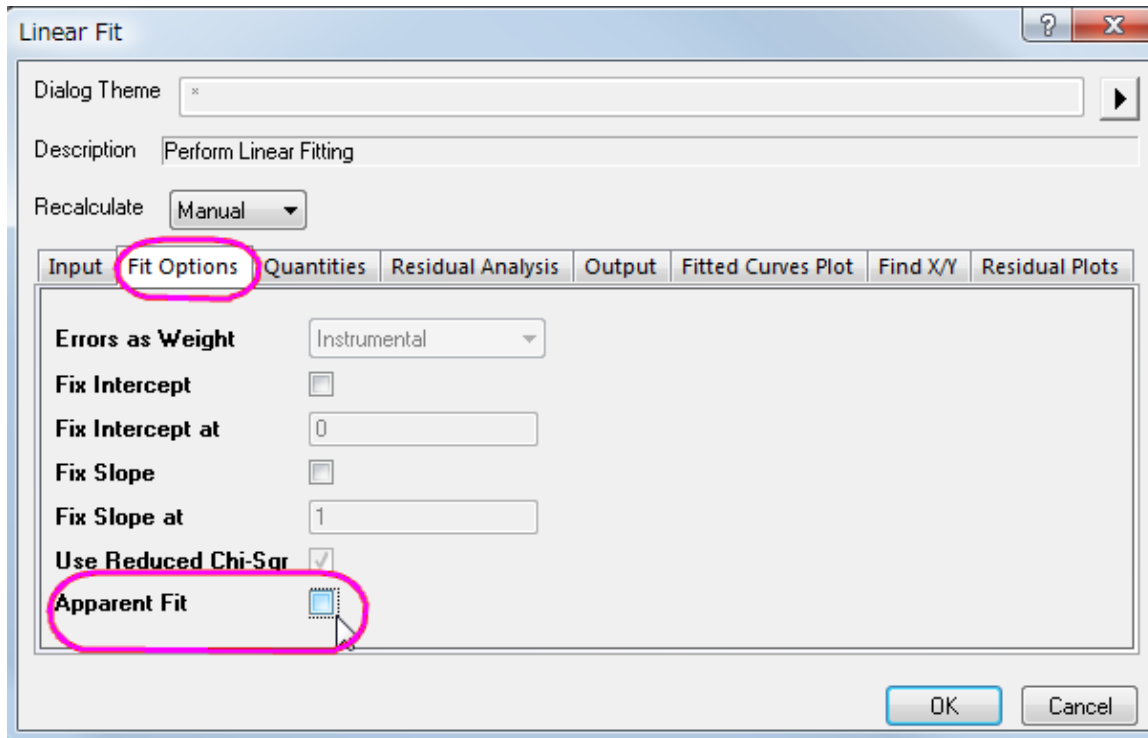 Linear Fit
Dialog Theme *
Description Perform Linear Fitting
Recalculate Manual
Input Fit Options Quantities Residual Analysis Output Fitted Curves Plot Find X/Y Residual Plots
Errors as Weight Instrumental
Fix Intercept
Fix Intercept at 0
Fix Slope
Fix Slope at 1
Use Reduced Chi-Sqr
Apparent Fit
OK Cancel